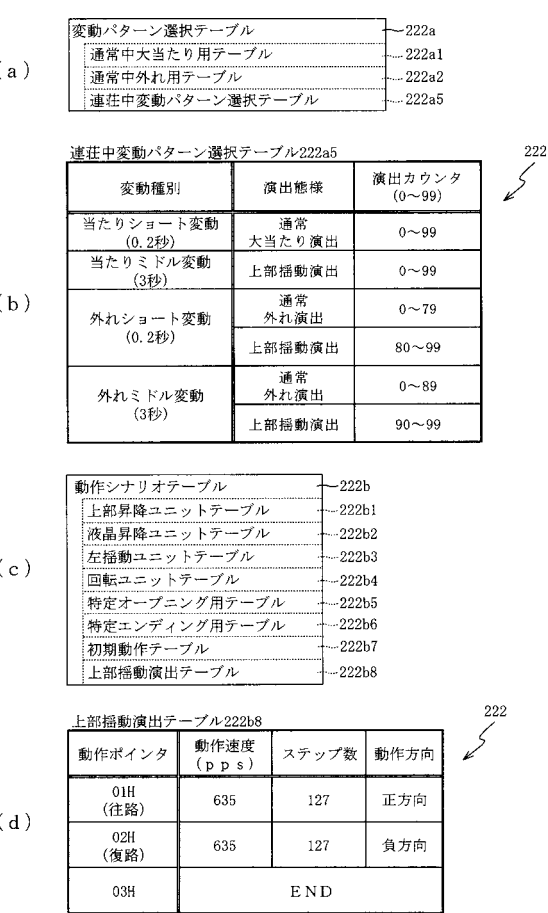 (a)
変動パターン選択テーブル 222a
通常中大当たり用テーブル 222a1
通常中外れ用テーブル 222a2
連荘中変動パターン選択テーブル 222a5
連荘中変動パターン選択テーブル222a5
222
(b)
変動種別 演出態様 演出カウンタ
(0～99)
当たりショート変動
(0.2秒)
通常
大当たり演出
0～99
当たりミドル変動
(3秒)
上部揺動演出 0～99
外れショート変動
(0.2秒)
通常
外れ演出
0～79
上部揺動演出 80～99
外れミドル変動
(3秒)
通常
外れ演出
0～89
上部揺動演出 90～99
(c)
動作シナリオテーブル 222b
上部昇降ユニットテーブル 222b1
液晶昇降ユニットテーブル 222b2
左揺動ユニットテーブル 222b3
回転ユニットテーブル 222b4
特定オープニング用テーブル 222b5
特定エンディング用テーブル 222b6
初期動作テーブル 222b7
上部揺動演出テーブル 222b8
上部揺動演出テーブル222b8
222
(d)
動作ポインタ 動作速度
(pps)
ステップ数 動作方向
01H
(往路)
635 127 正方向
02H
(復路)
635 127 負方向
03H END